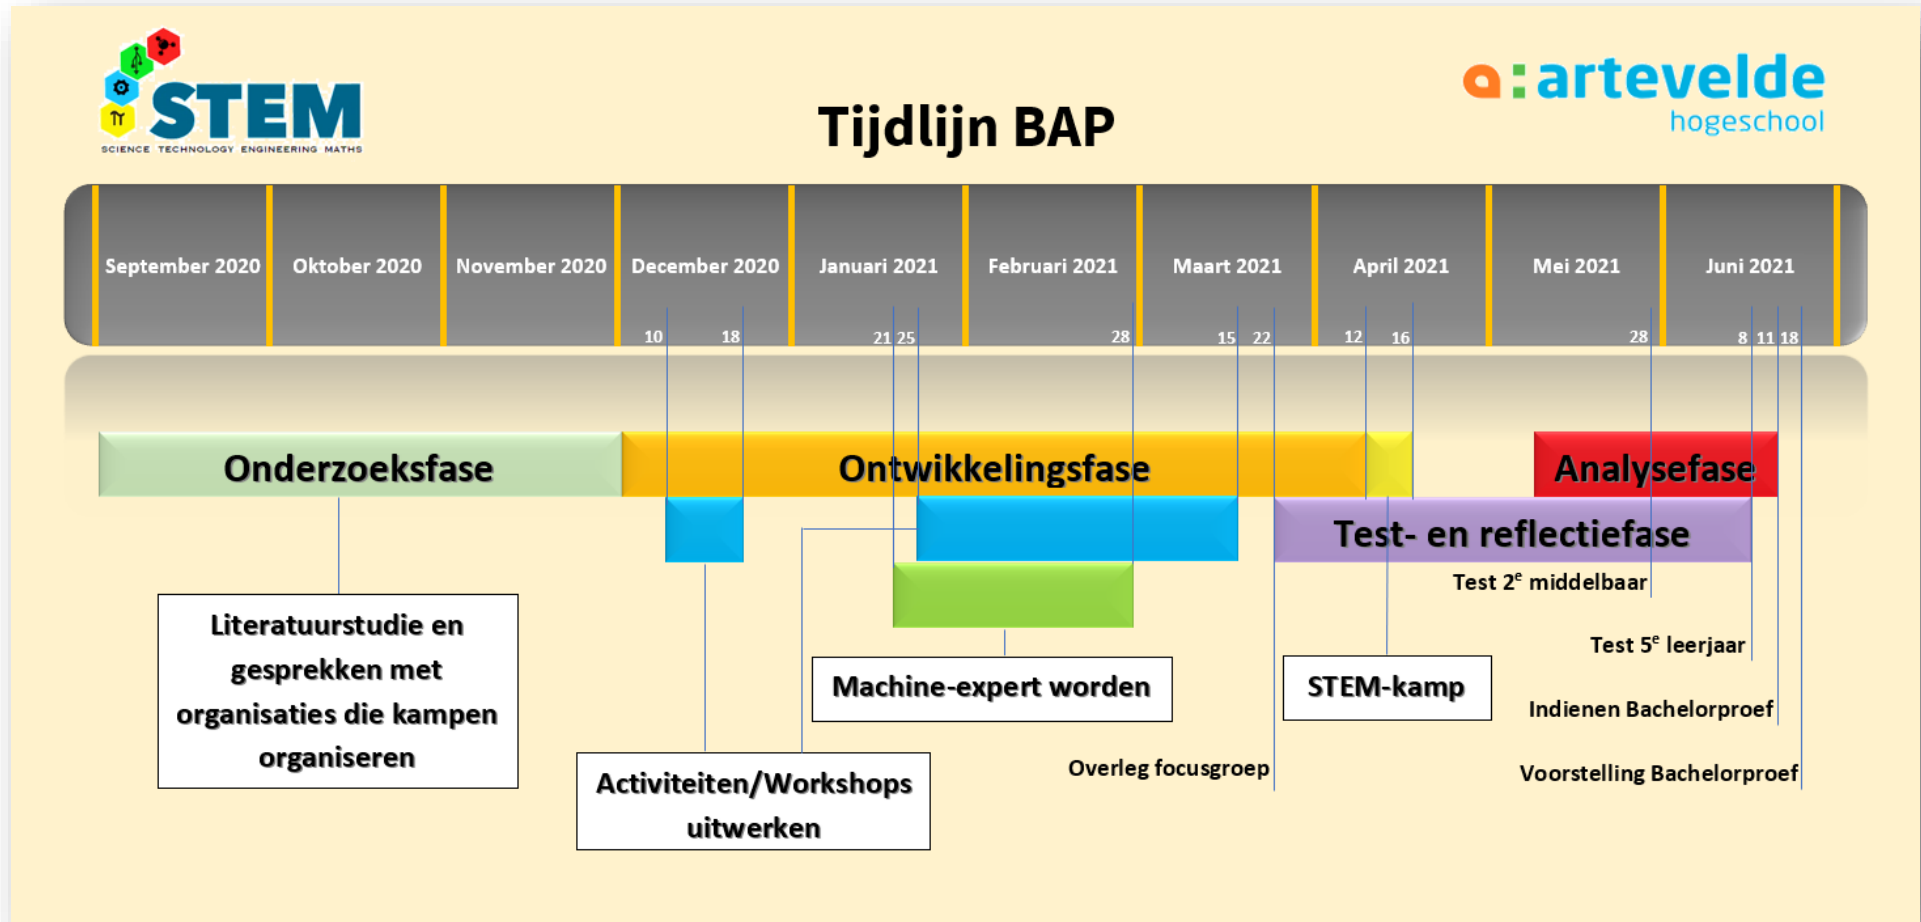 STEM
SCIENCE TECHNOLOGY ENGINEERING MATHS
Tijdlijn BAP
a:artevelde
hogeschool
September 2020
Oktober 2020
November 2020
December 2020
Januari 2021
Februari 2021
Maart 2021
April 2021
Mei 2021
Juni 2021
10
18
21
25
28
15
22
12
16
28
8
11
18
Onderzoeksfase
Ontwikkelingsfase
Analysefase
Test- en reflectiefase
Test 2e middelbaar
Literatuurstudie en
gesprekken met
organisaties die kampen
organiseren
Test 5e leerjaar
Machine-expert worden
STEM-kamp
Indienen Bachelorproef
Overleg focusgroep
Voorstelling Bachelorproef
Activiteiten/Workshops
uitwerken